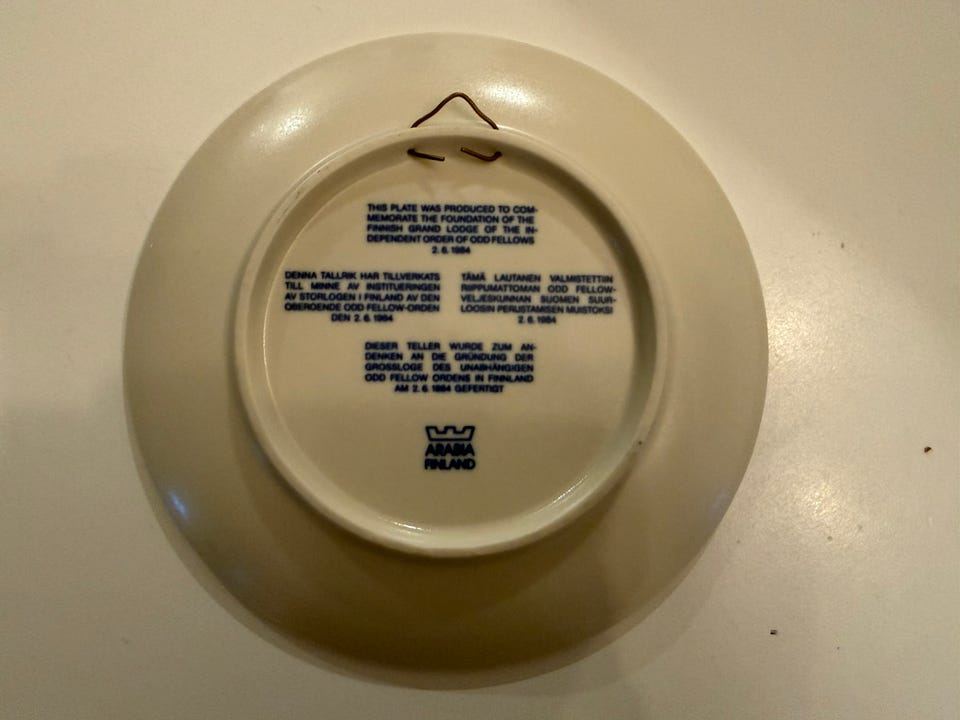 THIS PLATE WAS PRODUCED TO COM-
MEMORATE THE FOUNDATION OF THE
FINNISH GRAND LODGE OF THE IN-
DEPENDENT ORDER OF ODD FELLOWS
2.6.1984
DENNA TALLRIK HAR TILLVERKATS
TILL MINNE AV INSTITUERINGEN
AV STORLOGEN I FINLAND AV DEN
OBEROENDE ODD FELLOW-ORDEN
DEN 2.6.1984
TÄMÄ LAUTANEN VALMISTETTIIN
RIIPPUMATTOMAN ODD FELLOW-
VELJESKUNNAN SUOMEN SUUR-
LOOSIN PERUSTAMISEN MUISTOKSI
2.6.1984
DIESER TELLER WURDE ZUM AN-
DENKEN AN DIE GRÜNDUNG DER
GROSSLOGE DES UNABHÄNGIGEN
ODD FELLOW ORDENS IN FINNLAND
AM 2.6.1984 GEFERTIGT
ARABIA
FINLAND